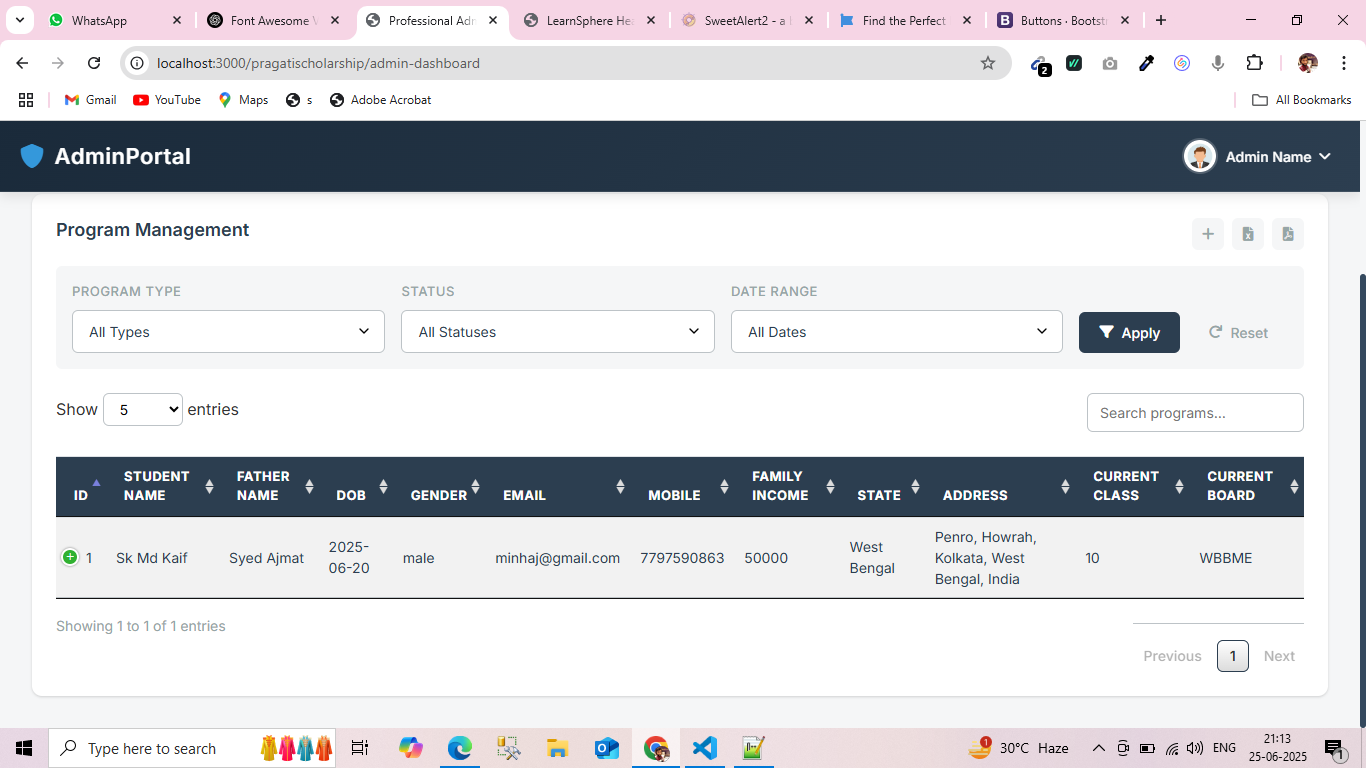 WhatsApp
Font Awesome
Professional Adm
LearnSphere He
SweetAlert2 - a
Find the Perfect
Buttons · Bootst
localhost:3000/pragatischolarship/admin-dashboard
2
Gmail
YouTube
Maps
s
Adobe Acrobat
All Bookmarks
AdminPortal
Admin Name
Program Management
PROGRAM TYPE STATUS DATE RANGE
All Types All Statuses All Dates Apply Reset
Show 5 entries
Search programs...
ID STUDENT NAME FATHER NAME DOB GENDER EMAIL MOBILE FAMILY INCOME STATE ADDRESS CURRENT CLASS CURRENT BOARD
1 Sk Md Kaif Syed Ajmat 2025-06-20 male minhaj@gmail.com 7797590863 50000 West Bengal Penro, Howrah, Kolkata, West Bengal, India 10 WBBME
Showing 1 to 1 of 1 entries
Previous 1 Next
Type here to search
1
30°C Haze
ENG
21:13
25-06-2025
1